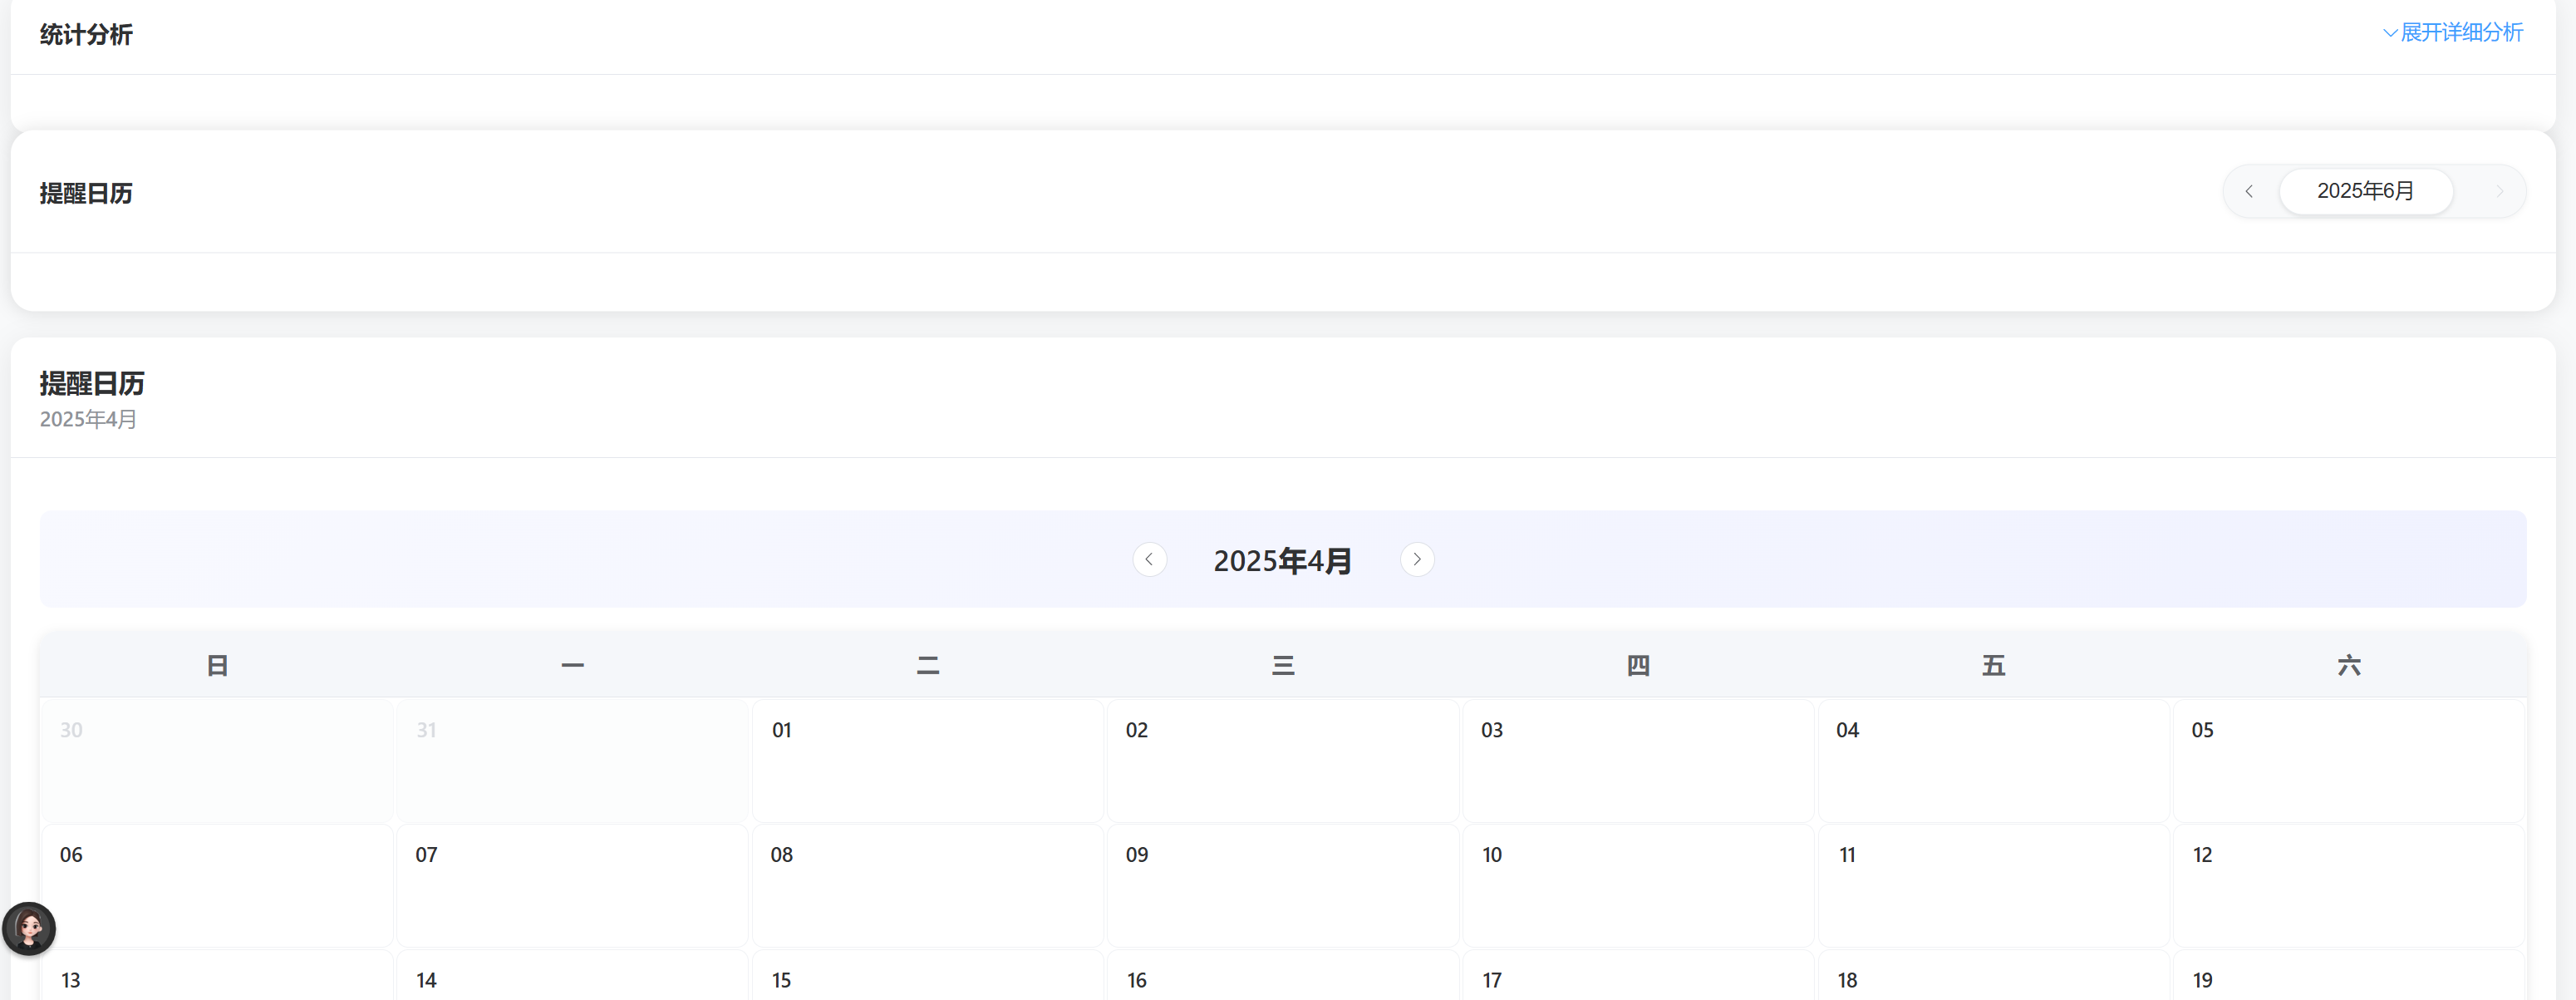 统计分析 展开详细分析
提醒日历 2025年6月
提醒日历
2025年4月
2025年4月
日 一 二 三 四 五 六
30 31 01 02 03 04 05
06 07 08 09 10 11 12
13 14 15 16 17 18 19